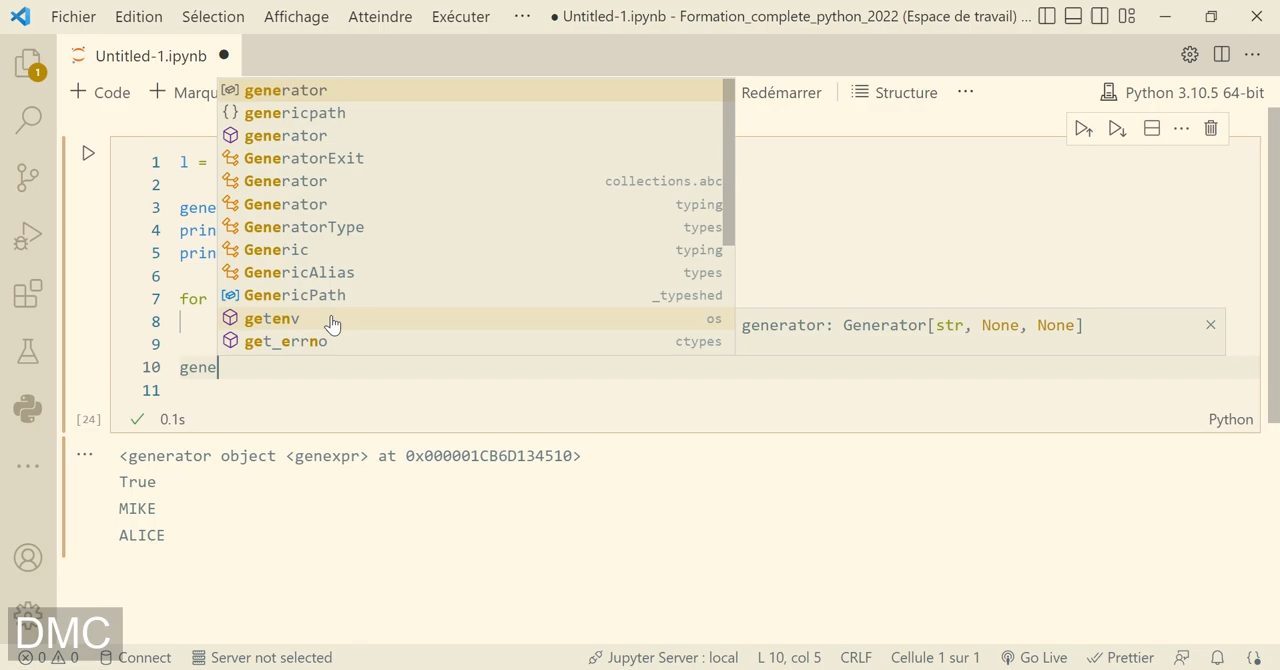 Fichier Edition Sélection Affichage Atteindre Exécuter ··· ● Untitled-1.ipynb - Formation_complete_python_2022 (Espace de travail) ...
1 Untitled-1.ipynb ●
+ Code + Marqu Redémarrer Structure ··· Python 3.10.5 64-bit
generator
genericpath
generator
GeneratorExit
Generator collections.abc
Generator typing
GeneratorType types
Generic typing
GenericAlias types
GenericPath _typeshed
getenv os
get_errno ctypes
generator: Generator[str, None, None]
1 l =
2
3 gene
4 prin
5 prin
6
7 for
8
9
10 gene
11
[24] ✓ 0.1s Python
<generator object <genexpr> at 0x000001CB6D134510>
True
MIKE
ALICE
DMC
0 0 Connect Server not selected Jupyter Server : local L 10, col 5 CRLF Cellule 1 sur 1 Go Live Prettier